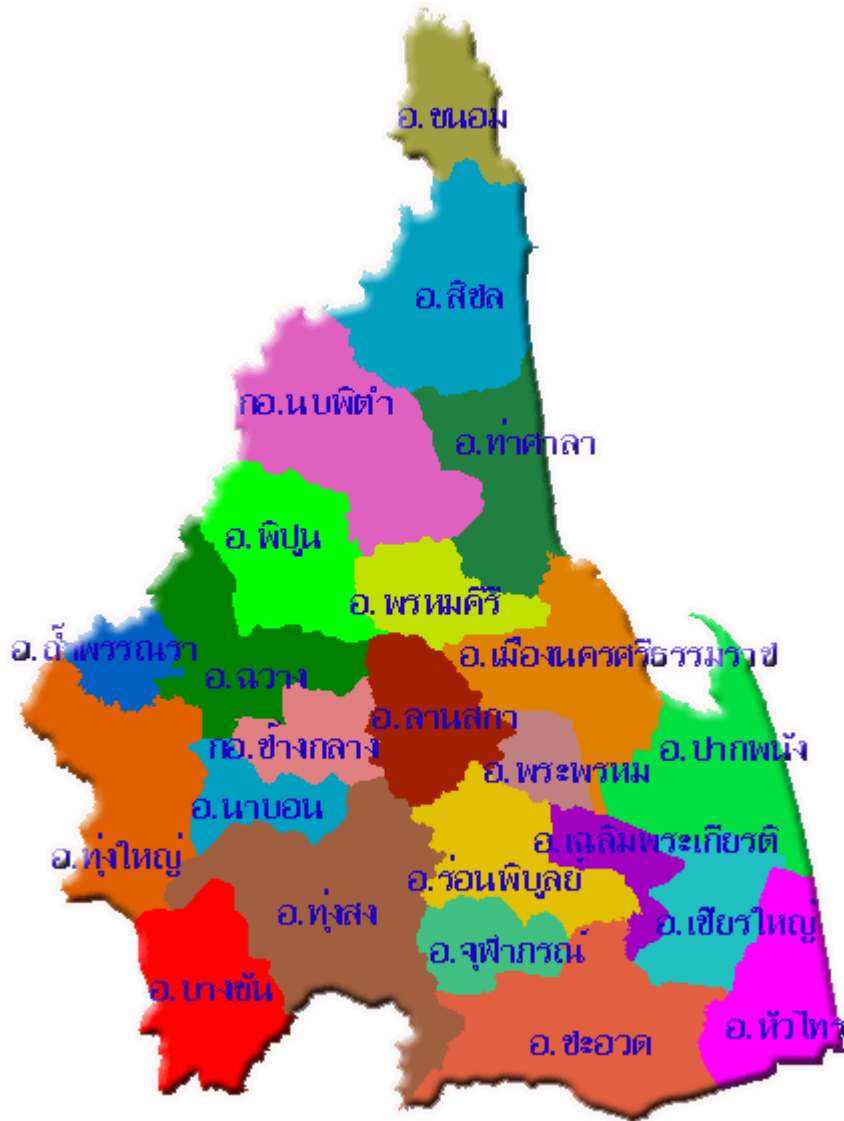 อ. ขนอม
อ. สิชล
กอ.นบพิตำ
อ. ท่าศาลา
อ. พิปูน
อ. พรหมคีรี
อ. ถ้ำพรรณรา
อ. เมืองนครศรีธรรมราช
อ. ฉวาง
อ. ลานสกา
กอ. ช้างกลาง
อ. ปากพนัง
อ. พระพรหม
อ. นาบอน
อ. เฉลิมพระเกียรติ
อ. ทุ่งใหญ่
อ. ร่อนพิบูลย์
อ. ทุ่งสง
อ. เชียรใหญ่
อ. จุฬาภรณ์
อ. บางขัน
อ. หัวไทร
อ. ชะอวด